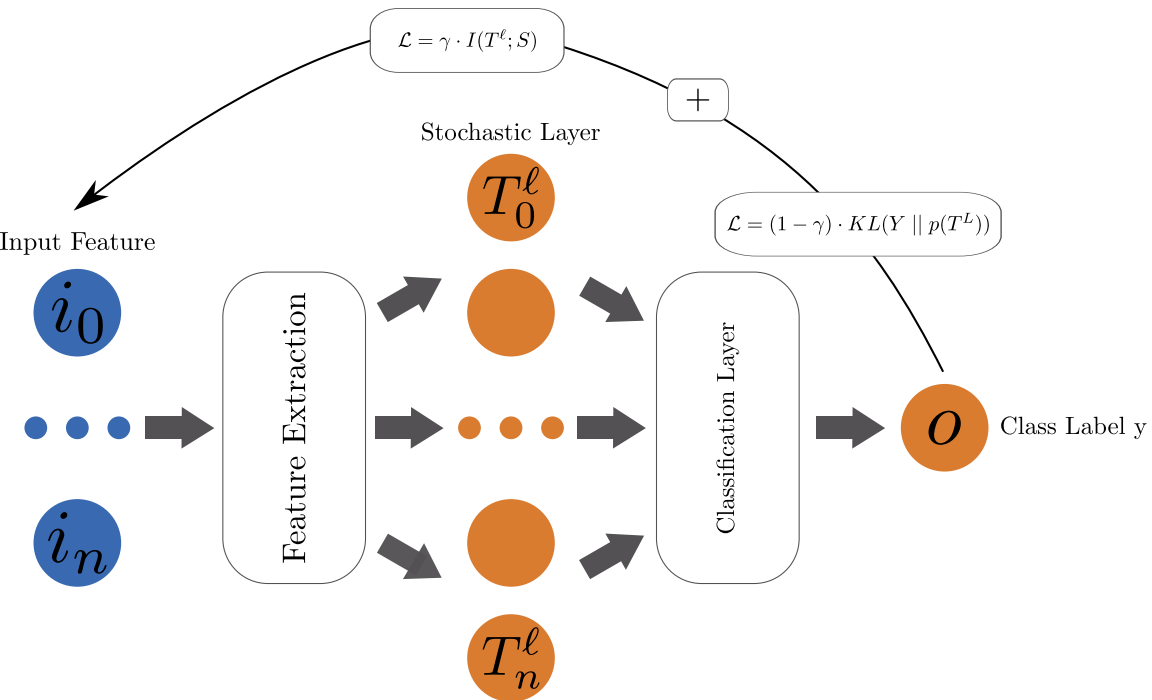 ℒ = γ · I(T^ℓ; S)
+
Stochastic Layer
T_0^ℓ
ℒ = (1 − γ) · KL(Y || p(T^L))
Input Feature
i_0
Feature Extraction
Classification Layer
o
Class Label y
i_n
T_n^ℓ